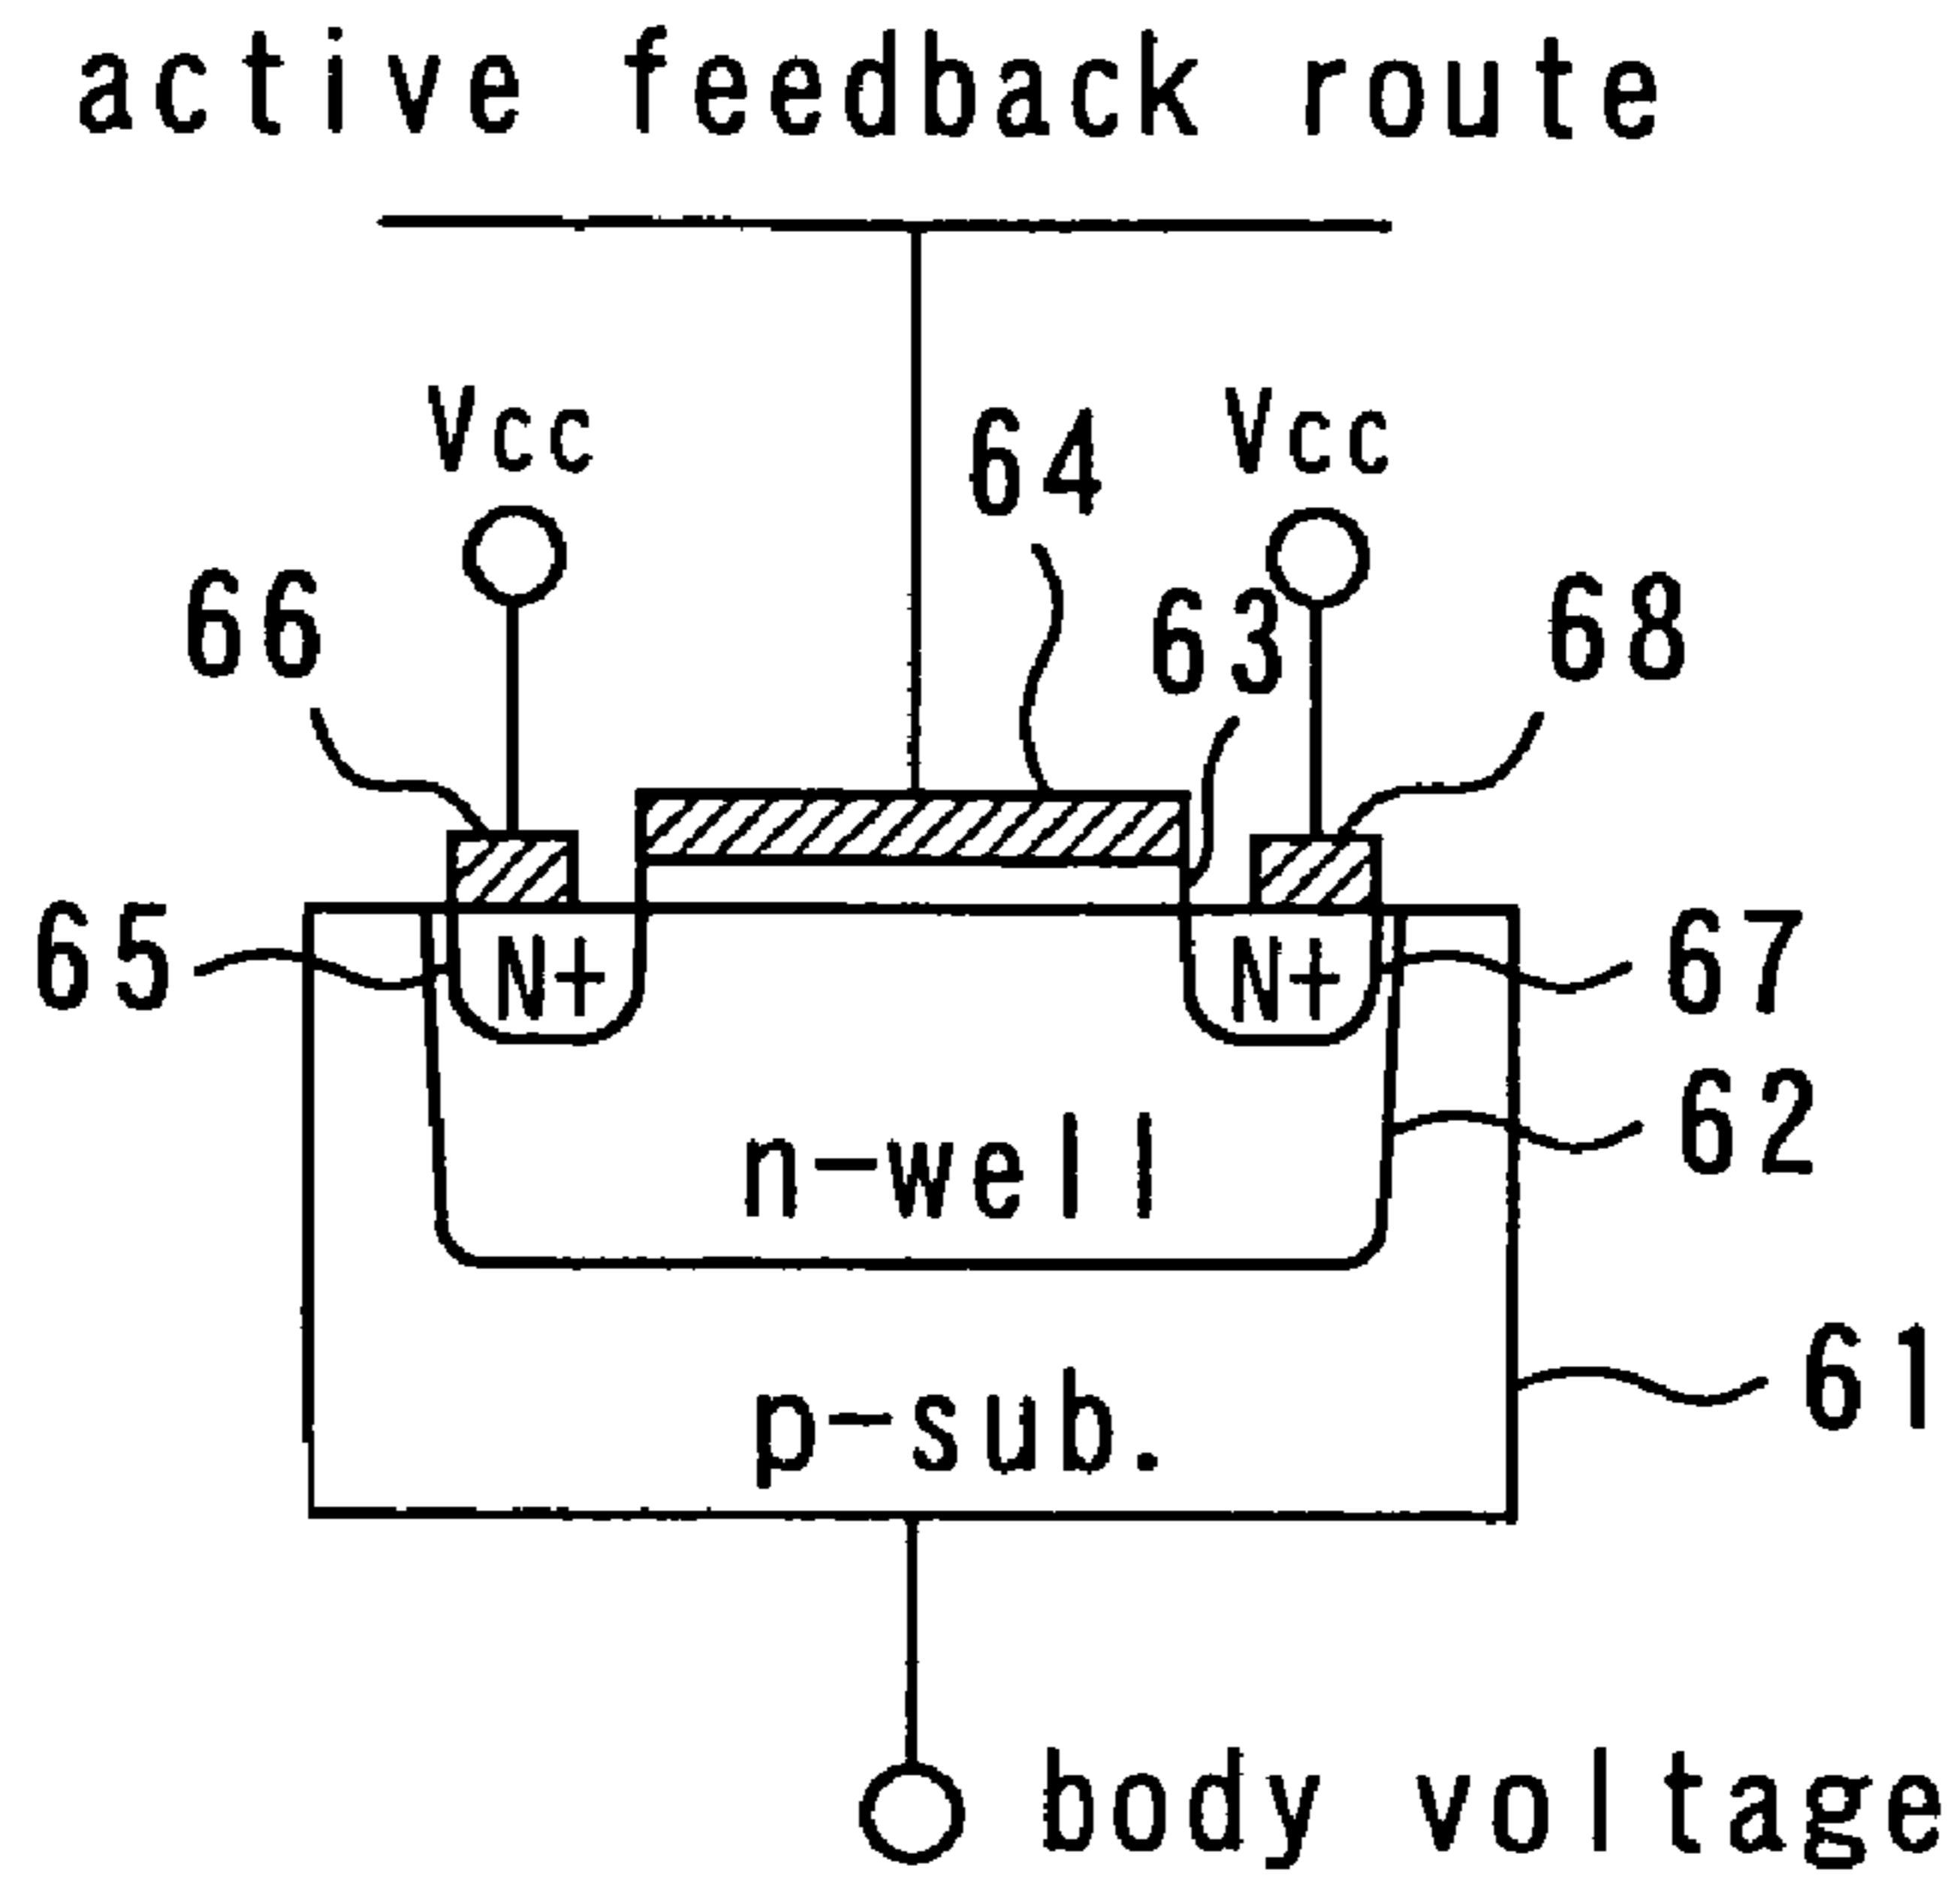 active feedback route
Vcc
64
Vcc
66
63
68
65
N+
N+
67
n-well
62
p-sub.
61
body voltage